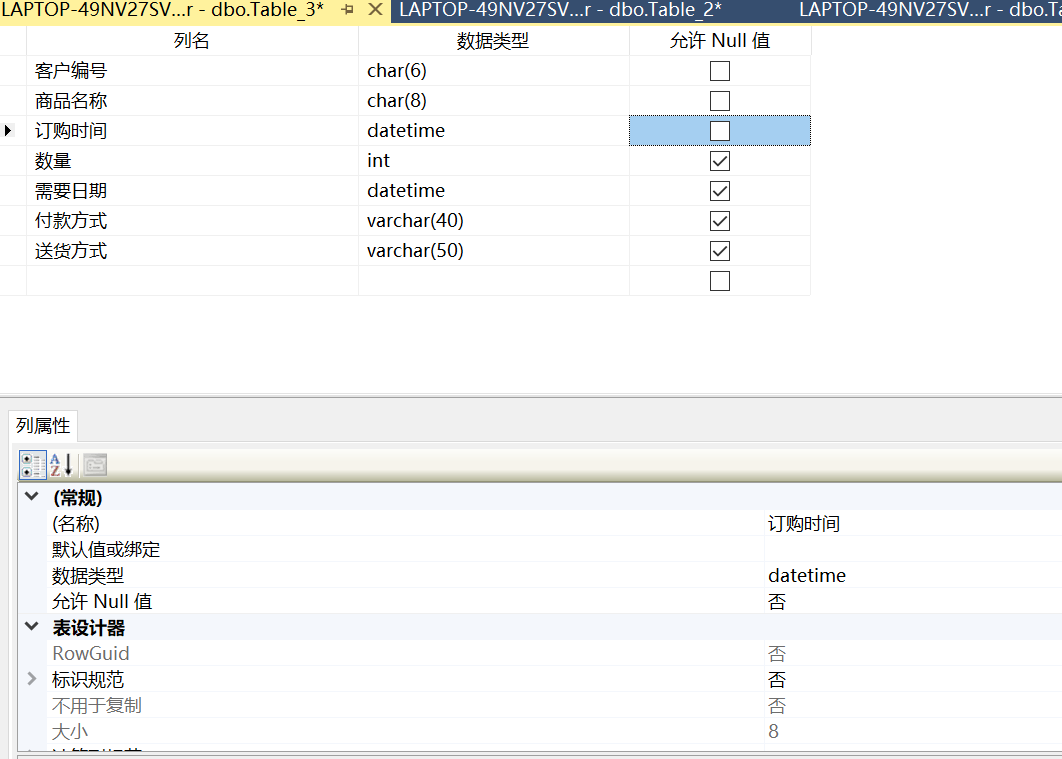 LAPTOP-49NV27SV...r - dbo.Table_3* LAPTOP-49NV27SV...r - dbo.Table_2* LAPTOP-49NV27SV...r - dbo.Ta
列名 数据类型 允许 Null 值
客户编号 char(6)
商品名称 char(8)
订购时间 datetime
数量 int
需要日期 datetime
付款方式 varchar(40)
送货方式 varchar(50)
列属性
(常规)
(名称) 订购时间
默认值或绑定
数据类型 datetime
允许 Null 值 否
表设计器
RowGuid 否
标识规范 否
不用于复制 否
大小 8